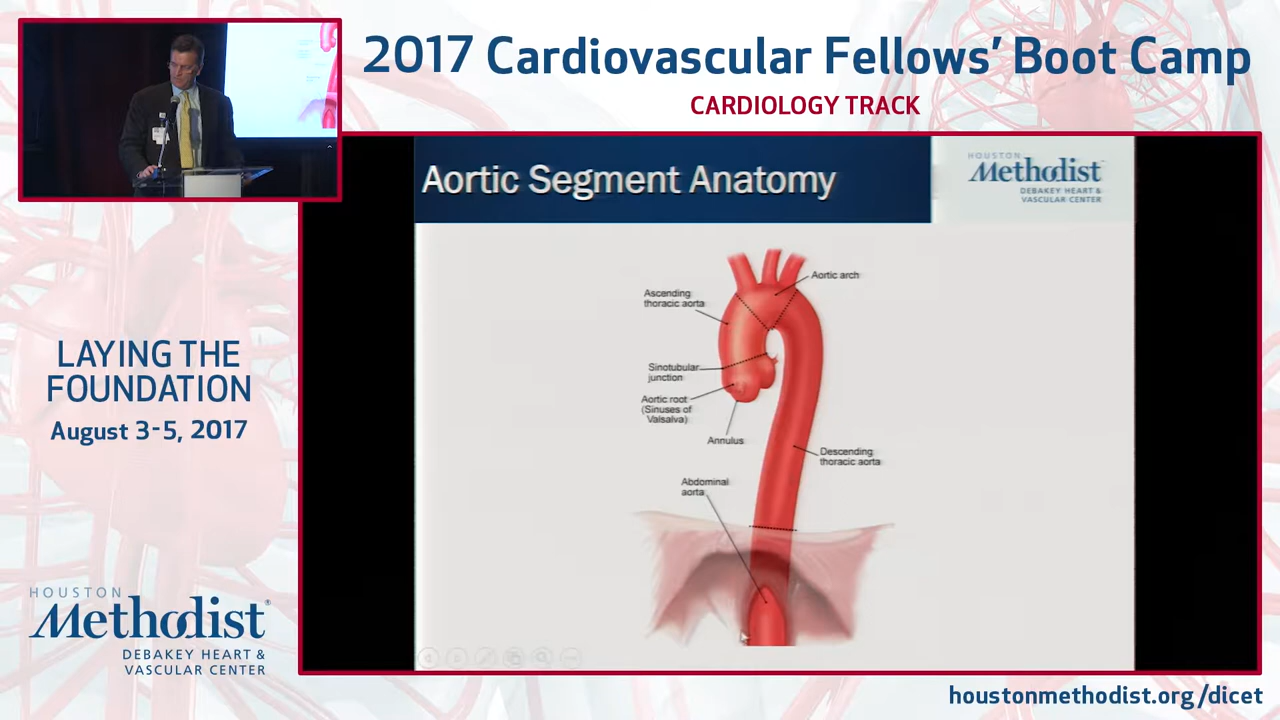 2017 Cardiovascular Fellows' Boot Camp
CARDIOLOGY TRACK
Aortic Segment Anatomy
HOUSTON
Methodist
DEBAKEY HEART &
VASCULAR CENTER
Aortic arch
Ascending
thoracic aorta
Sinotubular
junction
Aortic root
(Sinuses of
Valsalva)
Annulus
Descending
thoracic aorta
Abdominal
aorta
LAYING THE
FOUNDATION
August 3-5, 2017
HOUSTON
Methodist®
DEBAKEY HEART &
VASCULAR CENTER
houstonmethodist.org/dicet